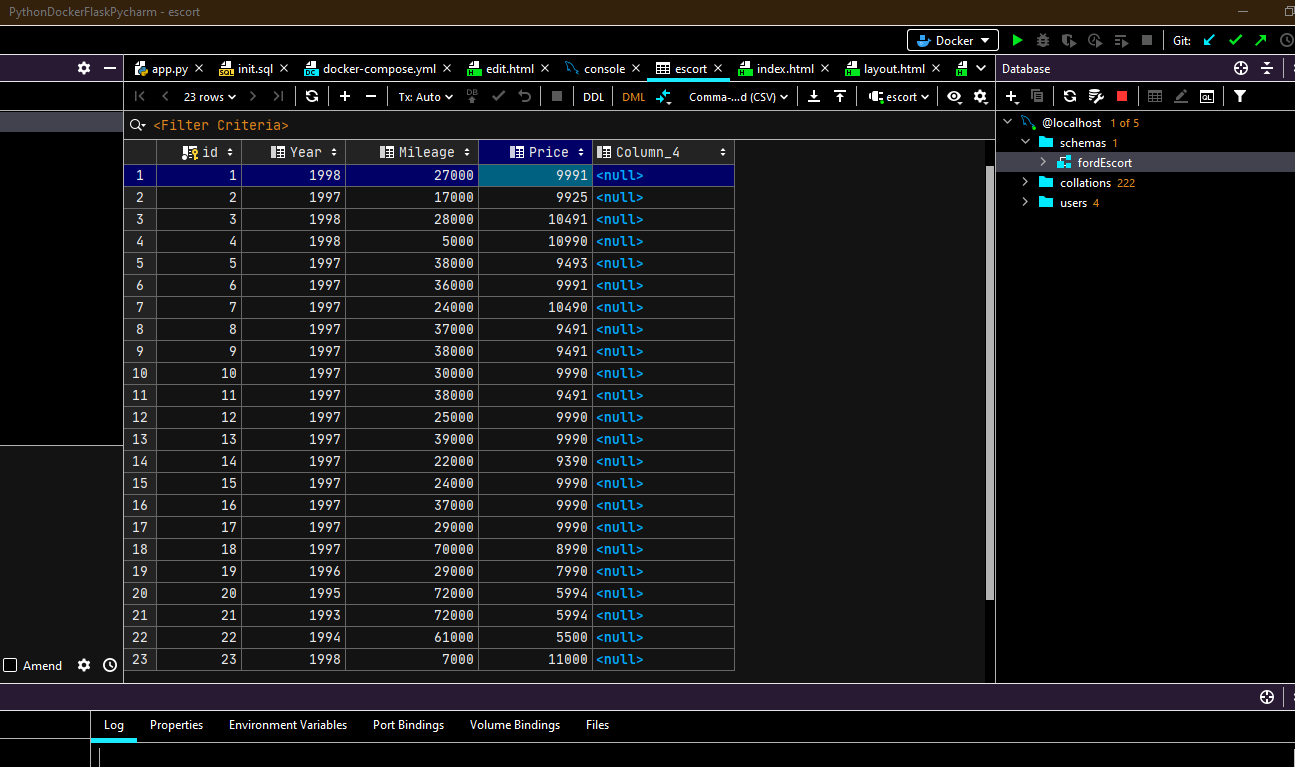 PythonDockerFlaskPycharm - escort
Docker Git:
app.py init.sql docker-compose.yml edit.html console escort index.html layout.html Database
23 rows Tx: Auto DB DDL DML Comma-...d (CSV) escort QL
<Filter Criteria>
@localhost 1 of 5
schemas 1
fordEscort
collations 222
users 4
id Year Mileage Price Column_4
1 1 1998 27000 9991 <null>
2 2 1997 17000 9925 <null>
3 3 1998 28000 10491 <null>
4 4 1998 5000 10990 <null>
5 5 1997 38000 9493 <null>
6 6 1997 36000 9991 <null>
7 7 1997 24000 10490 <null>
8 8 1997 37000 9491 <null>
9 9 1997 38000 9491 <null>
10 10 1997 30000 9990 <null>
11 11 1997 38000 9491 <null>
12 12 1997 25000 9990 <null>
13 13 1997 39000 9990 <null>
14 14 1997 22000 9390 <null>
15 15 1997 24000 9990 <null>
16 16 1997 37000 9990 <null>
17 17 1997 29000 9990 <null>
18 18 1997 70000 8990 <null>
19 19 1996 29000 7990 <null>
20 20 1995 72000 5994 <null>
21 21 1993 72000 5994 <null>
22 22 1994 61000 5500 <null>
23 23 1998 7000 11000 <null>
Amend
Log Properties Environment Variables Port Bindings Volume Bindings Files